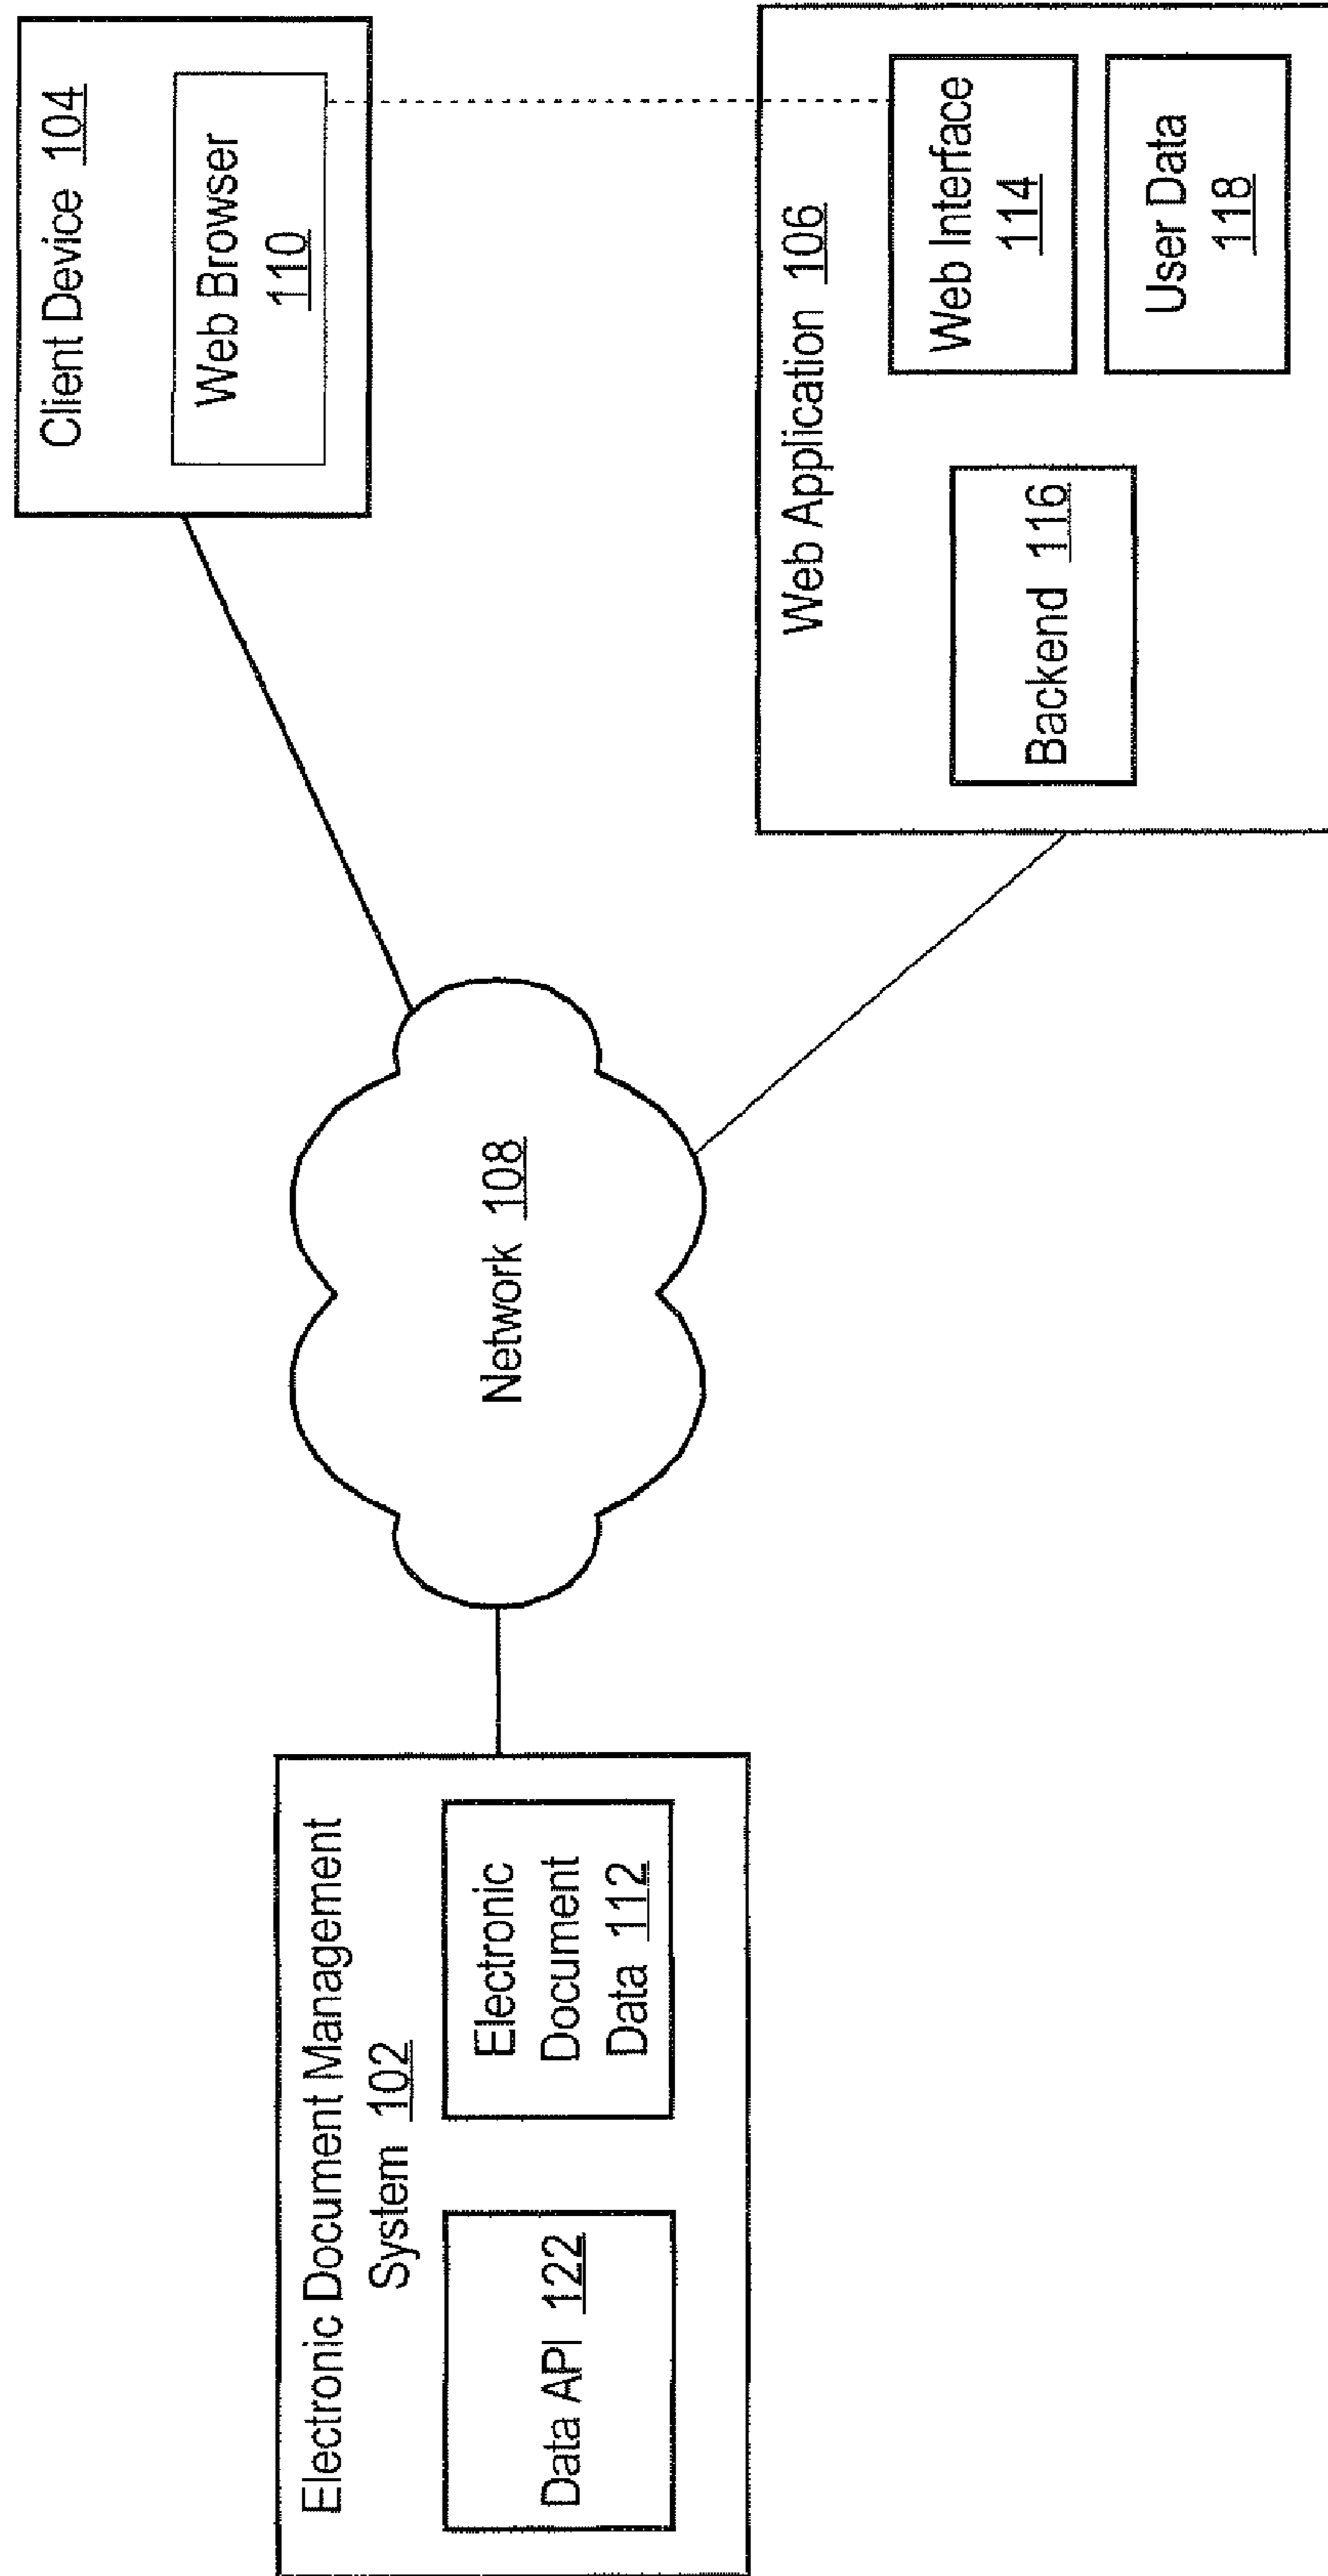 Electronic Document Management
System 102
Data API 122
Electronic
Document
Data 112
Network 108
Client Device 104
Web Browser
110
Web Application 106
Backend 116
Web Interface
114
User Data
118